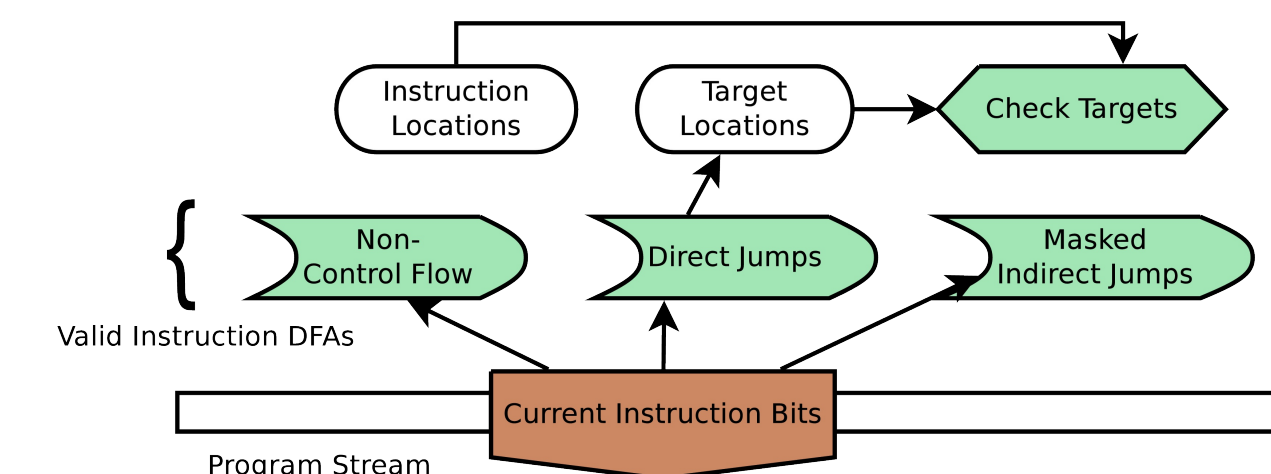 Instruction
Locations
Target
Locations
Check Targets
Non-
Control Flow
Direct Jumps
Masked
Indirect Jumps
Valid Instruction DFAs
Current Instruction Bits
Program Stream